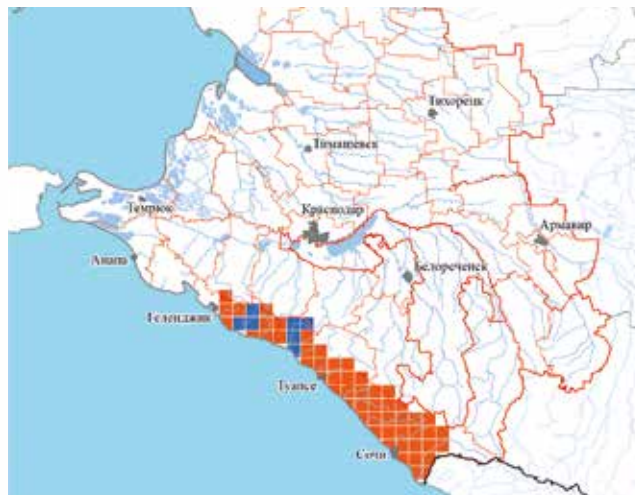 Тихорецк
Тимашевск
Темрюк
Краснодар
Армавир
Анапа
Белореченск
Геленджик
Туапсе
Сочи